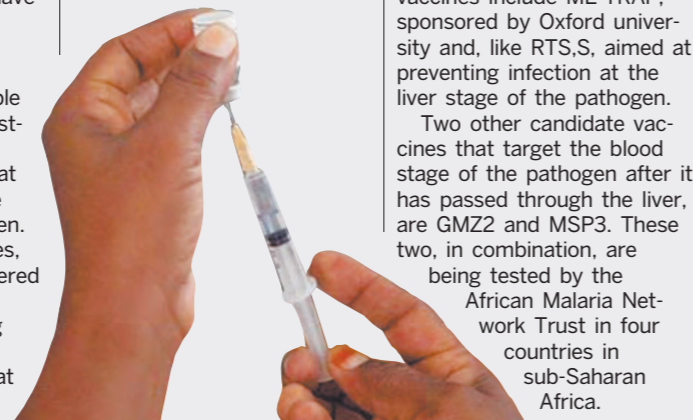 vaccines include ME-TRAP,
sponsored by Oxford univer-
sity and, like RTS,S, aimed at
preventing infection at the
liver stage of the pathogen.
Two other candidate vac-
cines that target the blood
stage of the pathogen after it
has passed through the liver,
are GMZ2 and MSP3. These
two, in combination, are
being tested by the
African Malaria Net-
work Trust in four
countries in
sub-Saharan
Africa.